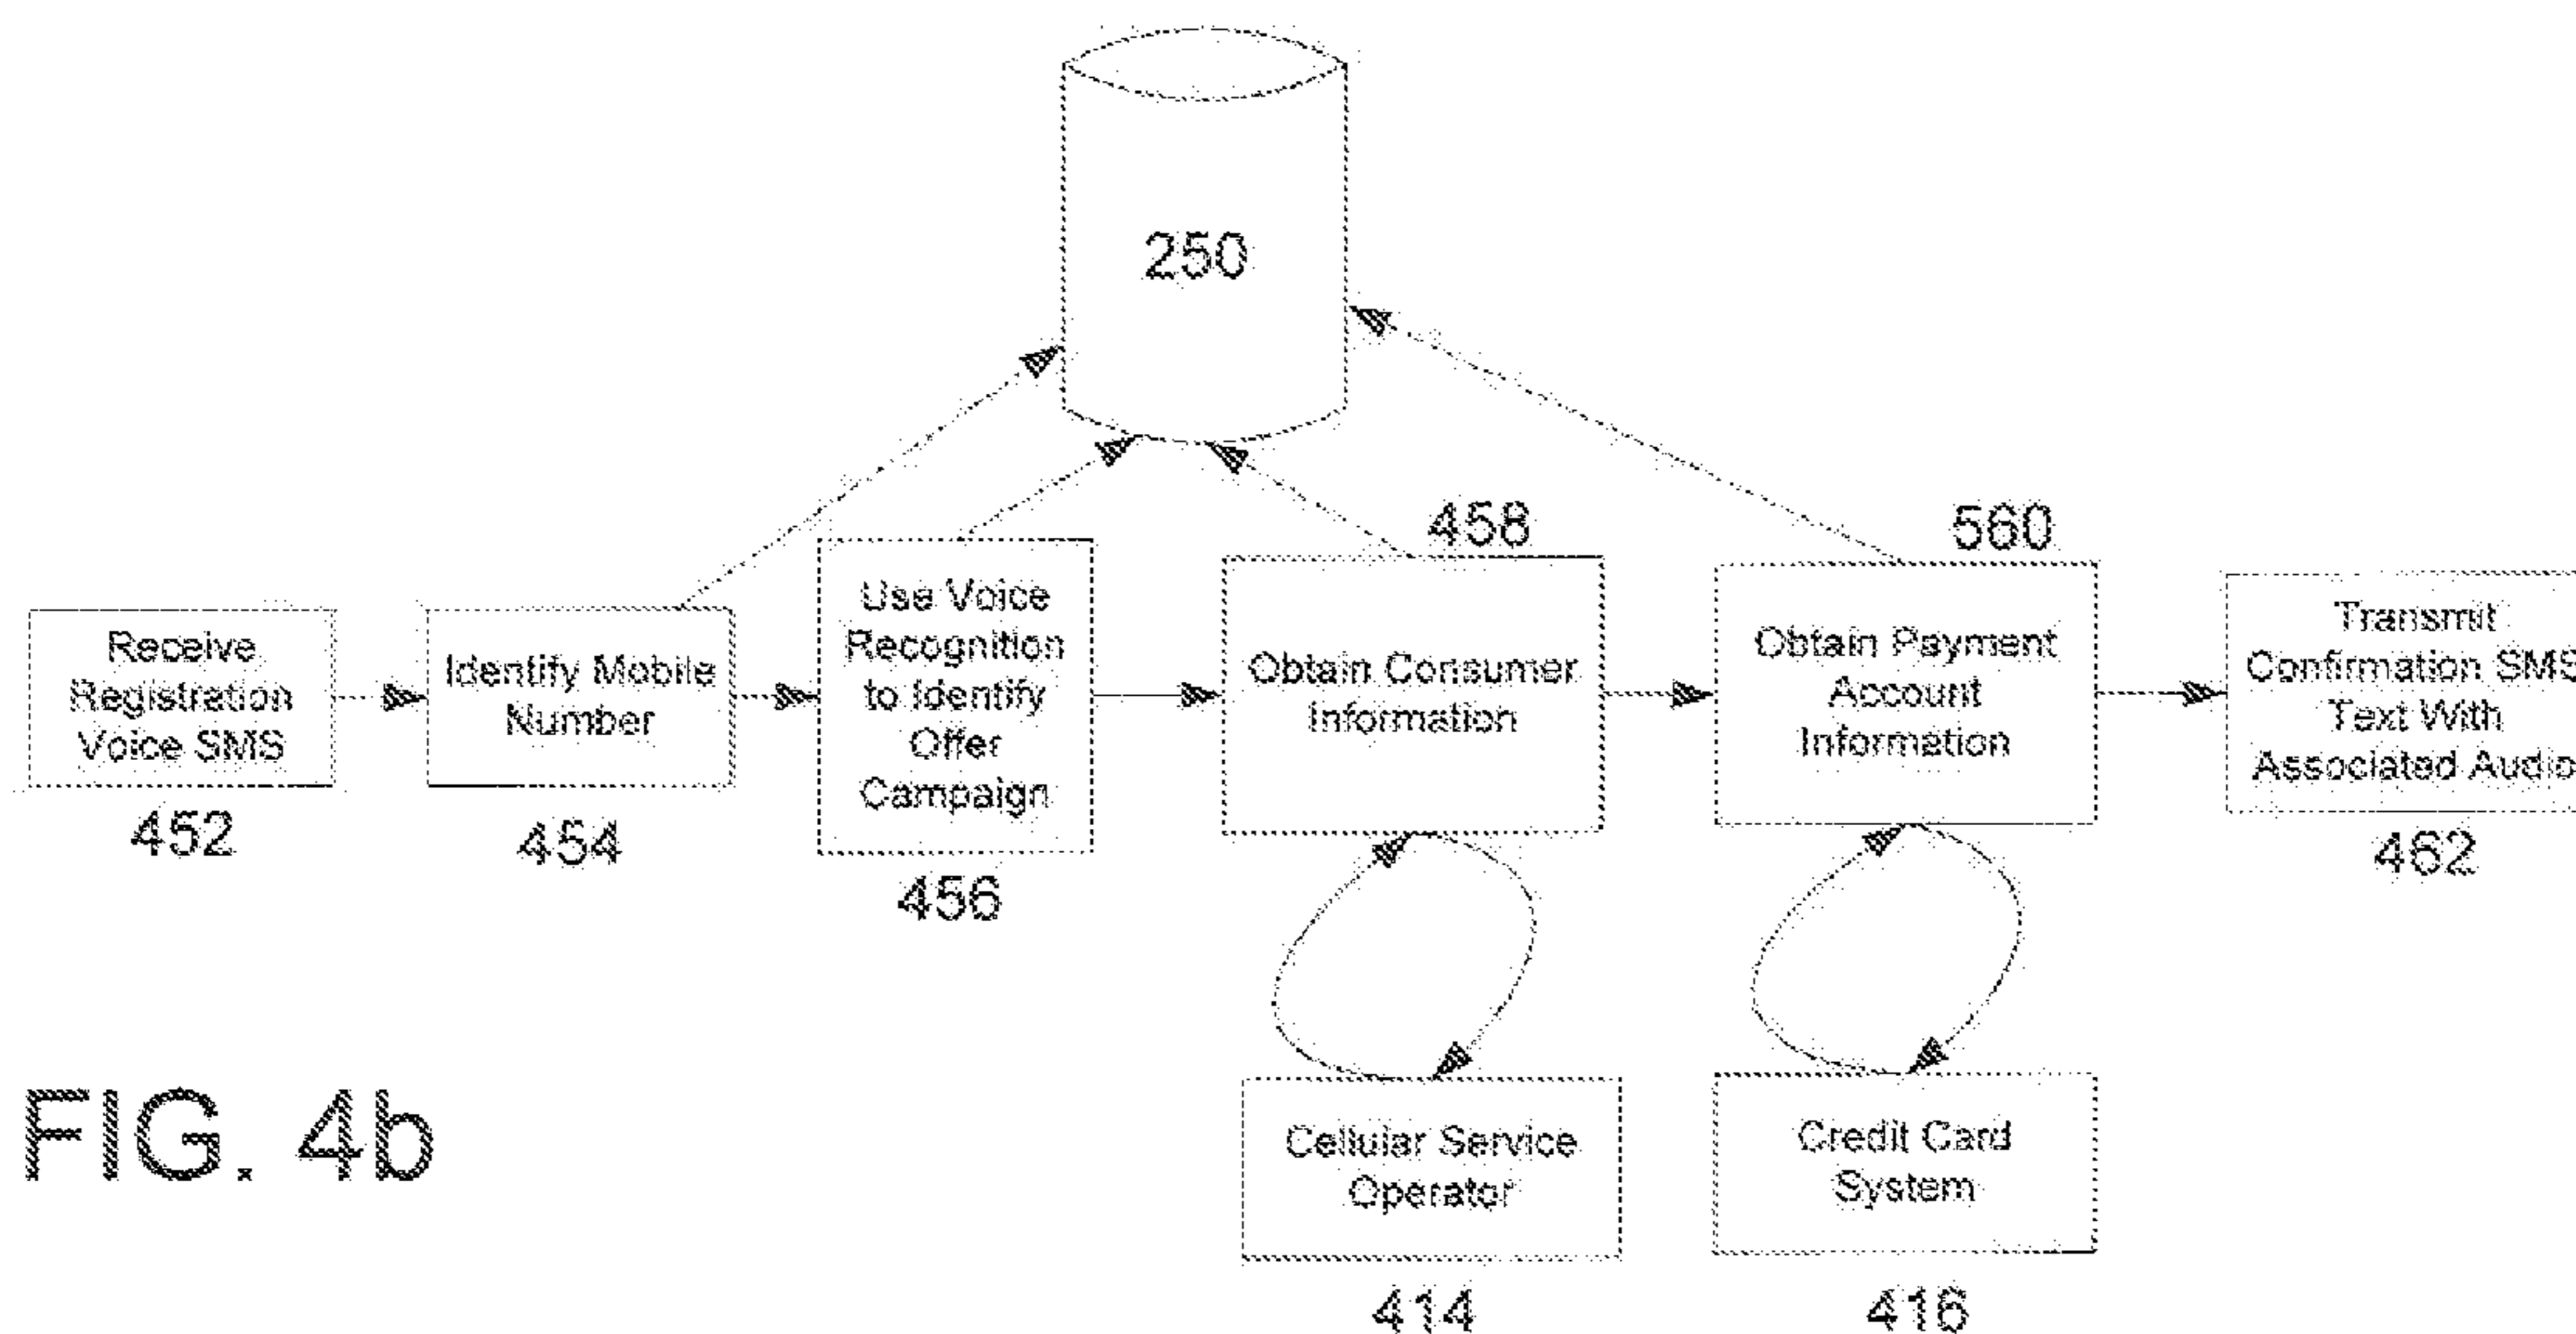 250
458
560
Receive
Registration
Voice SMS
452
Identify Mobile
Number
454
Use Voice
Recognition
to Identify
Offer
Campaign
456
Obtain Consumer
Information
Obtain Payment
Account
Information
Transmit
Confirmation SMS
Text With
Associated Audio
462
Cellular Service
Operator
414
Credit Card
System
416
FIG. 4b